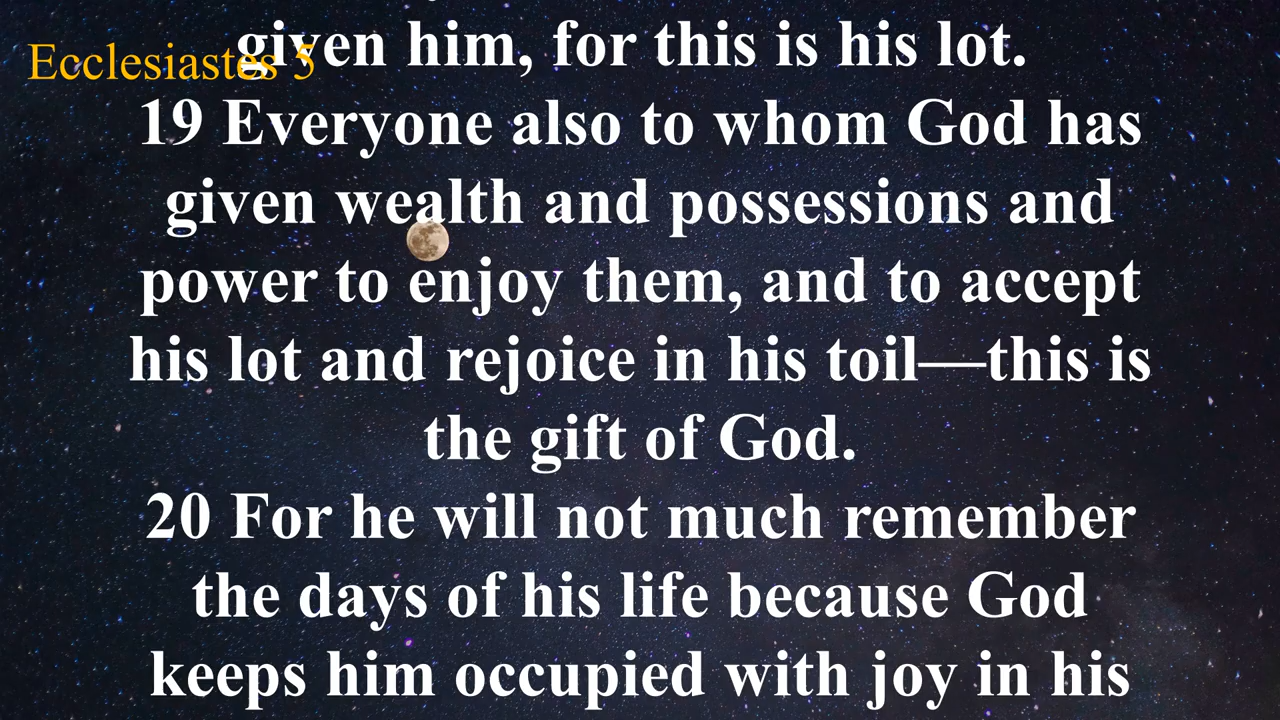 Ecclesiastes 5
given him, for this is his lot.
19 Everyone also to whom God has
given wealth and possessions and
power to enjoy them, and to accept
his lot and rejoice in his toil—this is
the gift of God.
20 For he will not much remember
the days of his life because God
keeps him occupied with joy in his